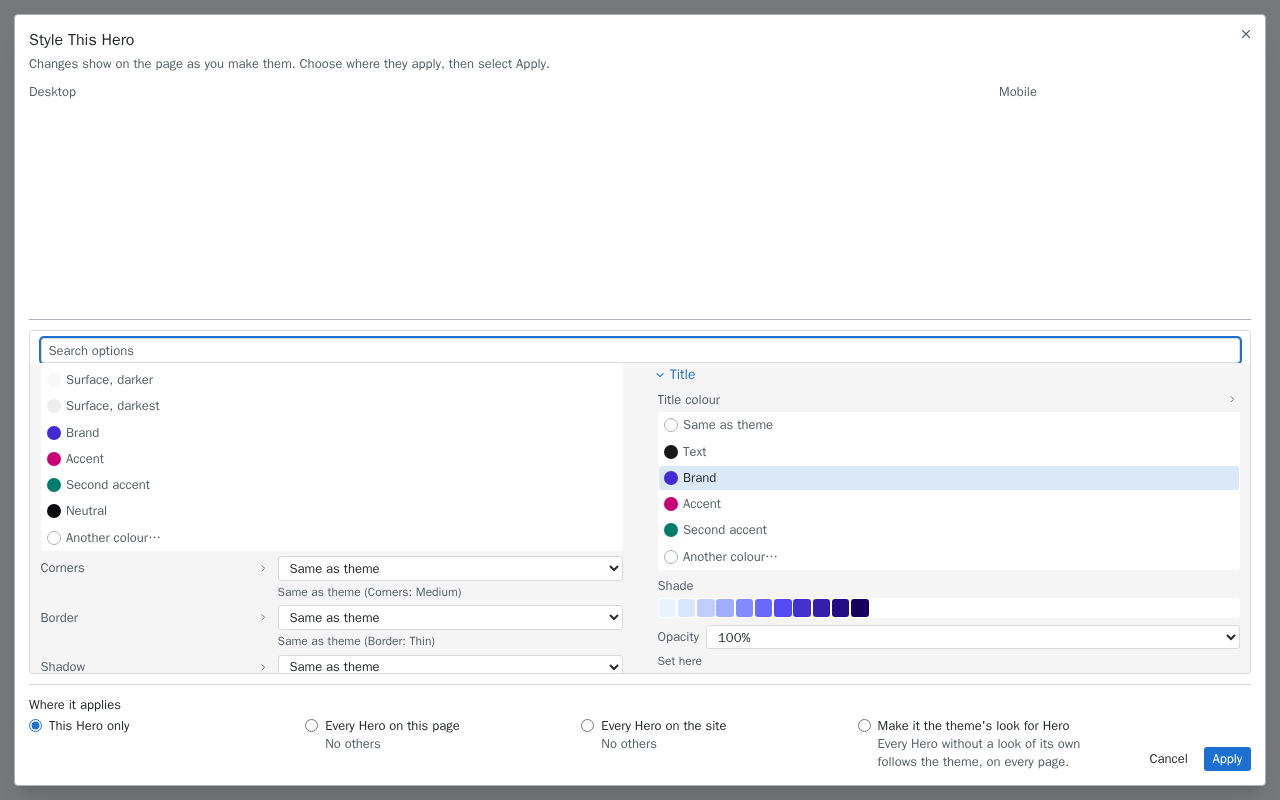 Style This Hero
Changes show on the page as you make them. Choose where they apply, then select Apply.
Desktop
Mobile
Search options
Surface, darker
Surface, darkest
Brand
Accent
Second accent
Neutral
Another colour···
Corners
Same as theme
Same as theme (Corners: Medium)
Border
Same as theme
Same as theme (Border: Thin)
Shadow
Same as theme
Title
Title colour
Same as theme
Text
Brand
Accent
Second accent
Another colour···
Shade
Opacity
100%
Set here
Where it applies
This Hero only
Every Hero on this page
No others
Every Hero on the site
No others
Make it the theme's look for Hero
Every Hero without a look of its own
follows the theme, on every page.
Cancel
Apply